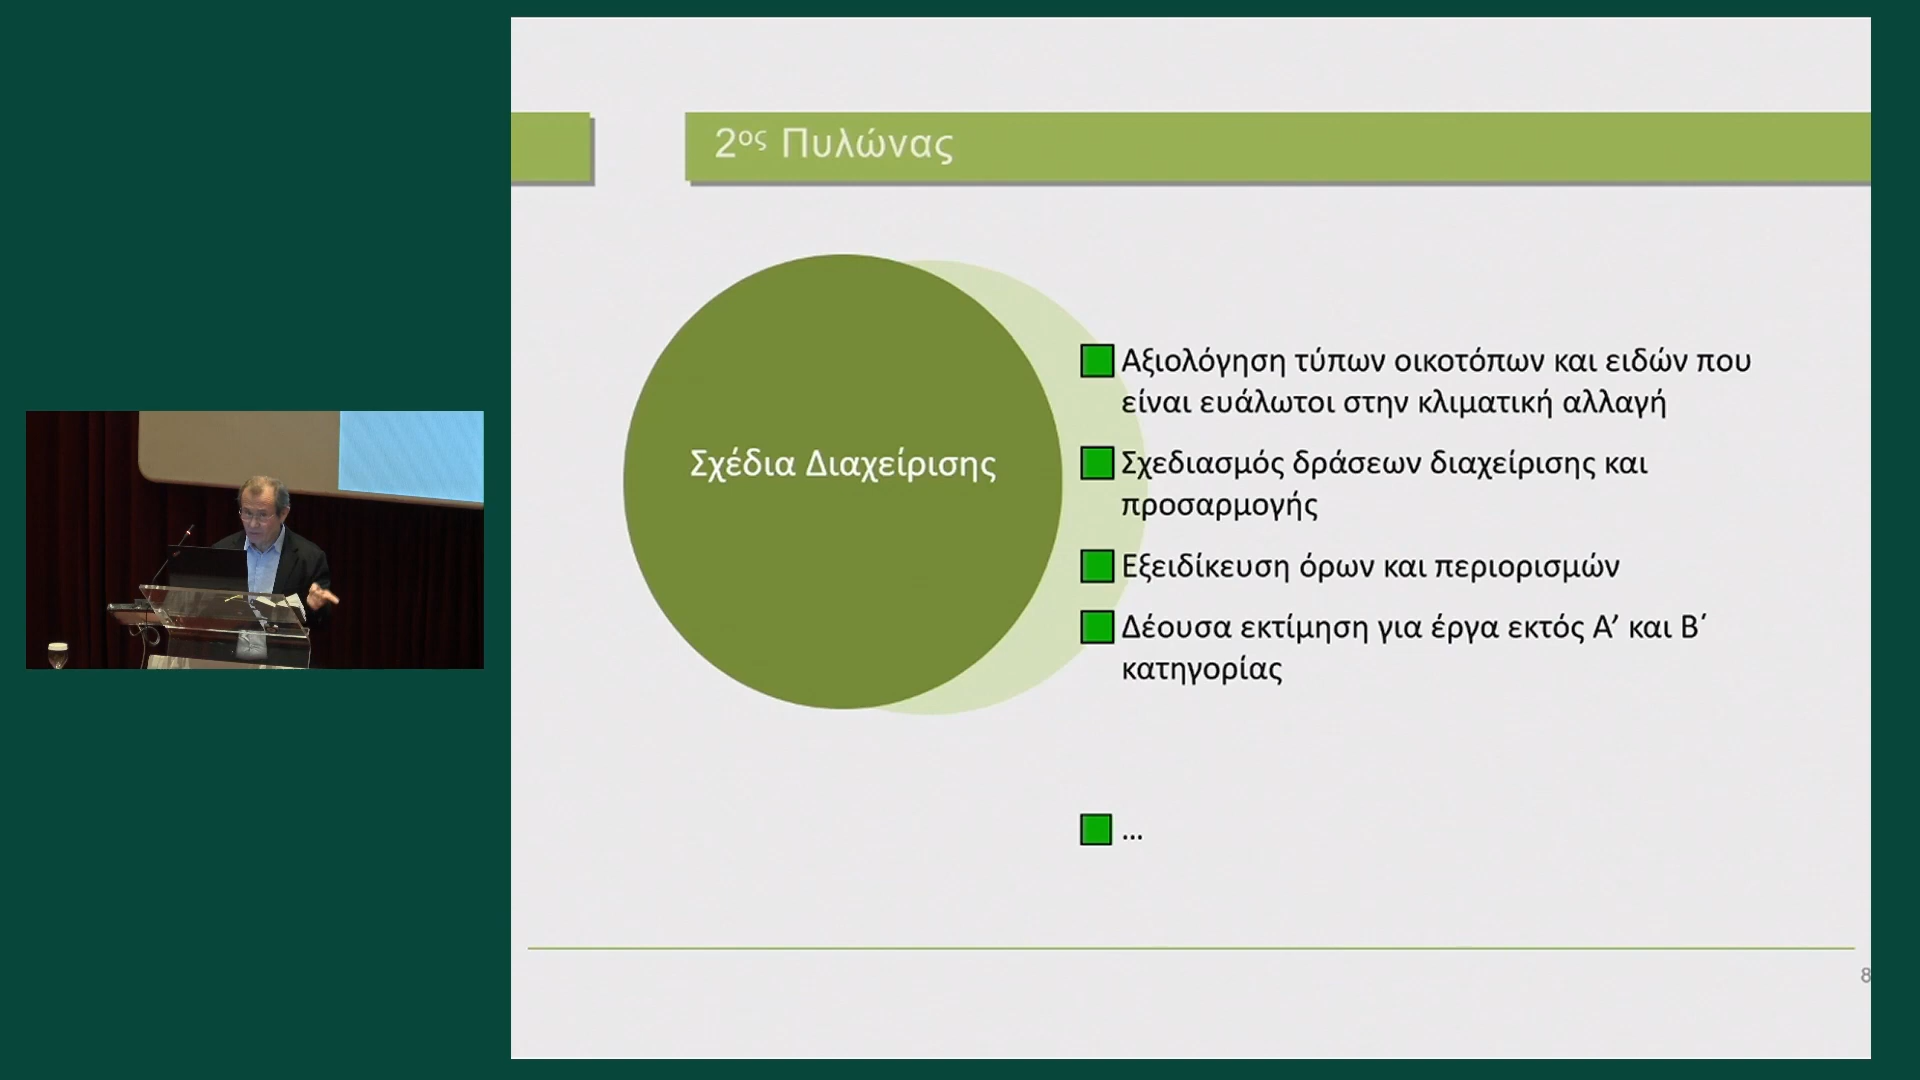 2ος Πυλώνας
Σχέδια Διαχείρισης
Αξιολόγηση τύπων οικοτόπων και ειδών που
είναι ευάλωτοι στην κλιματική αλλαγή
Σχεδιασμός δράσεων διαχείρισης και
προσαρμογής
Εξειδίκευση όρων και περιορισμών
Δέουσα εκτίμηση για έργα εκτός Α’ και Β΄
κατηγορίας
...
8